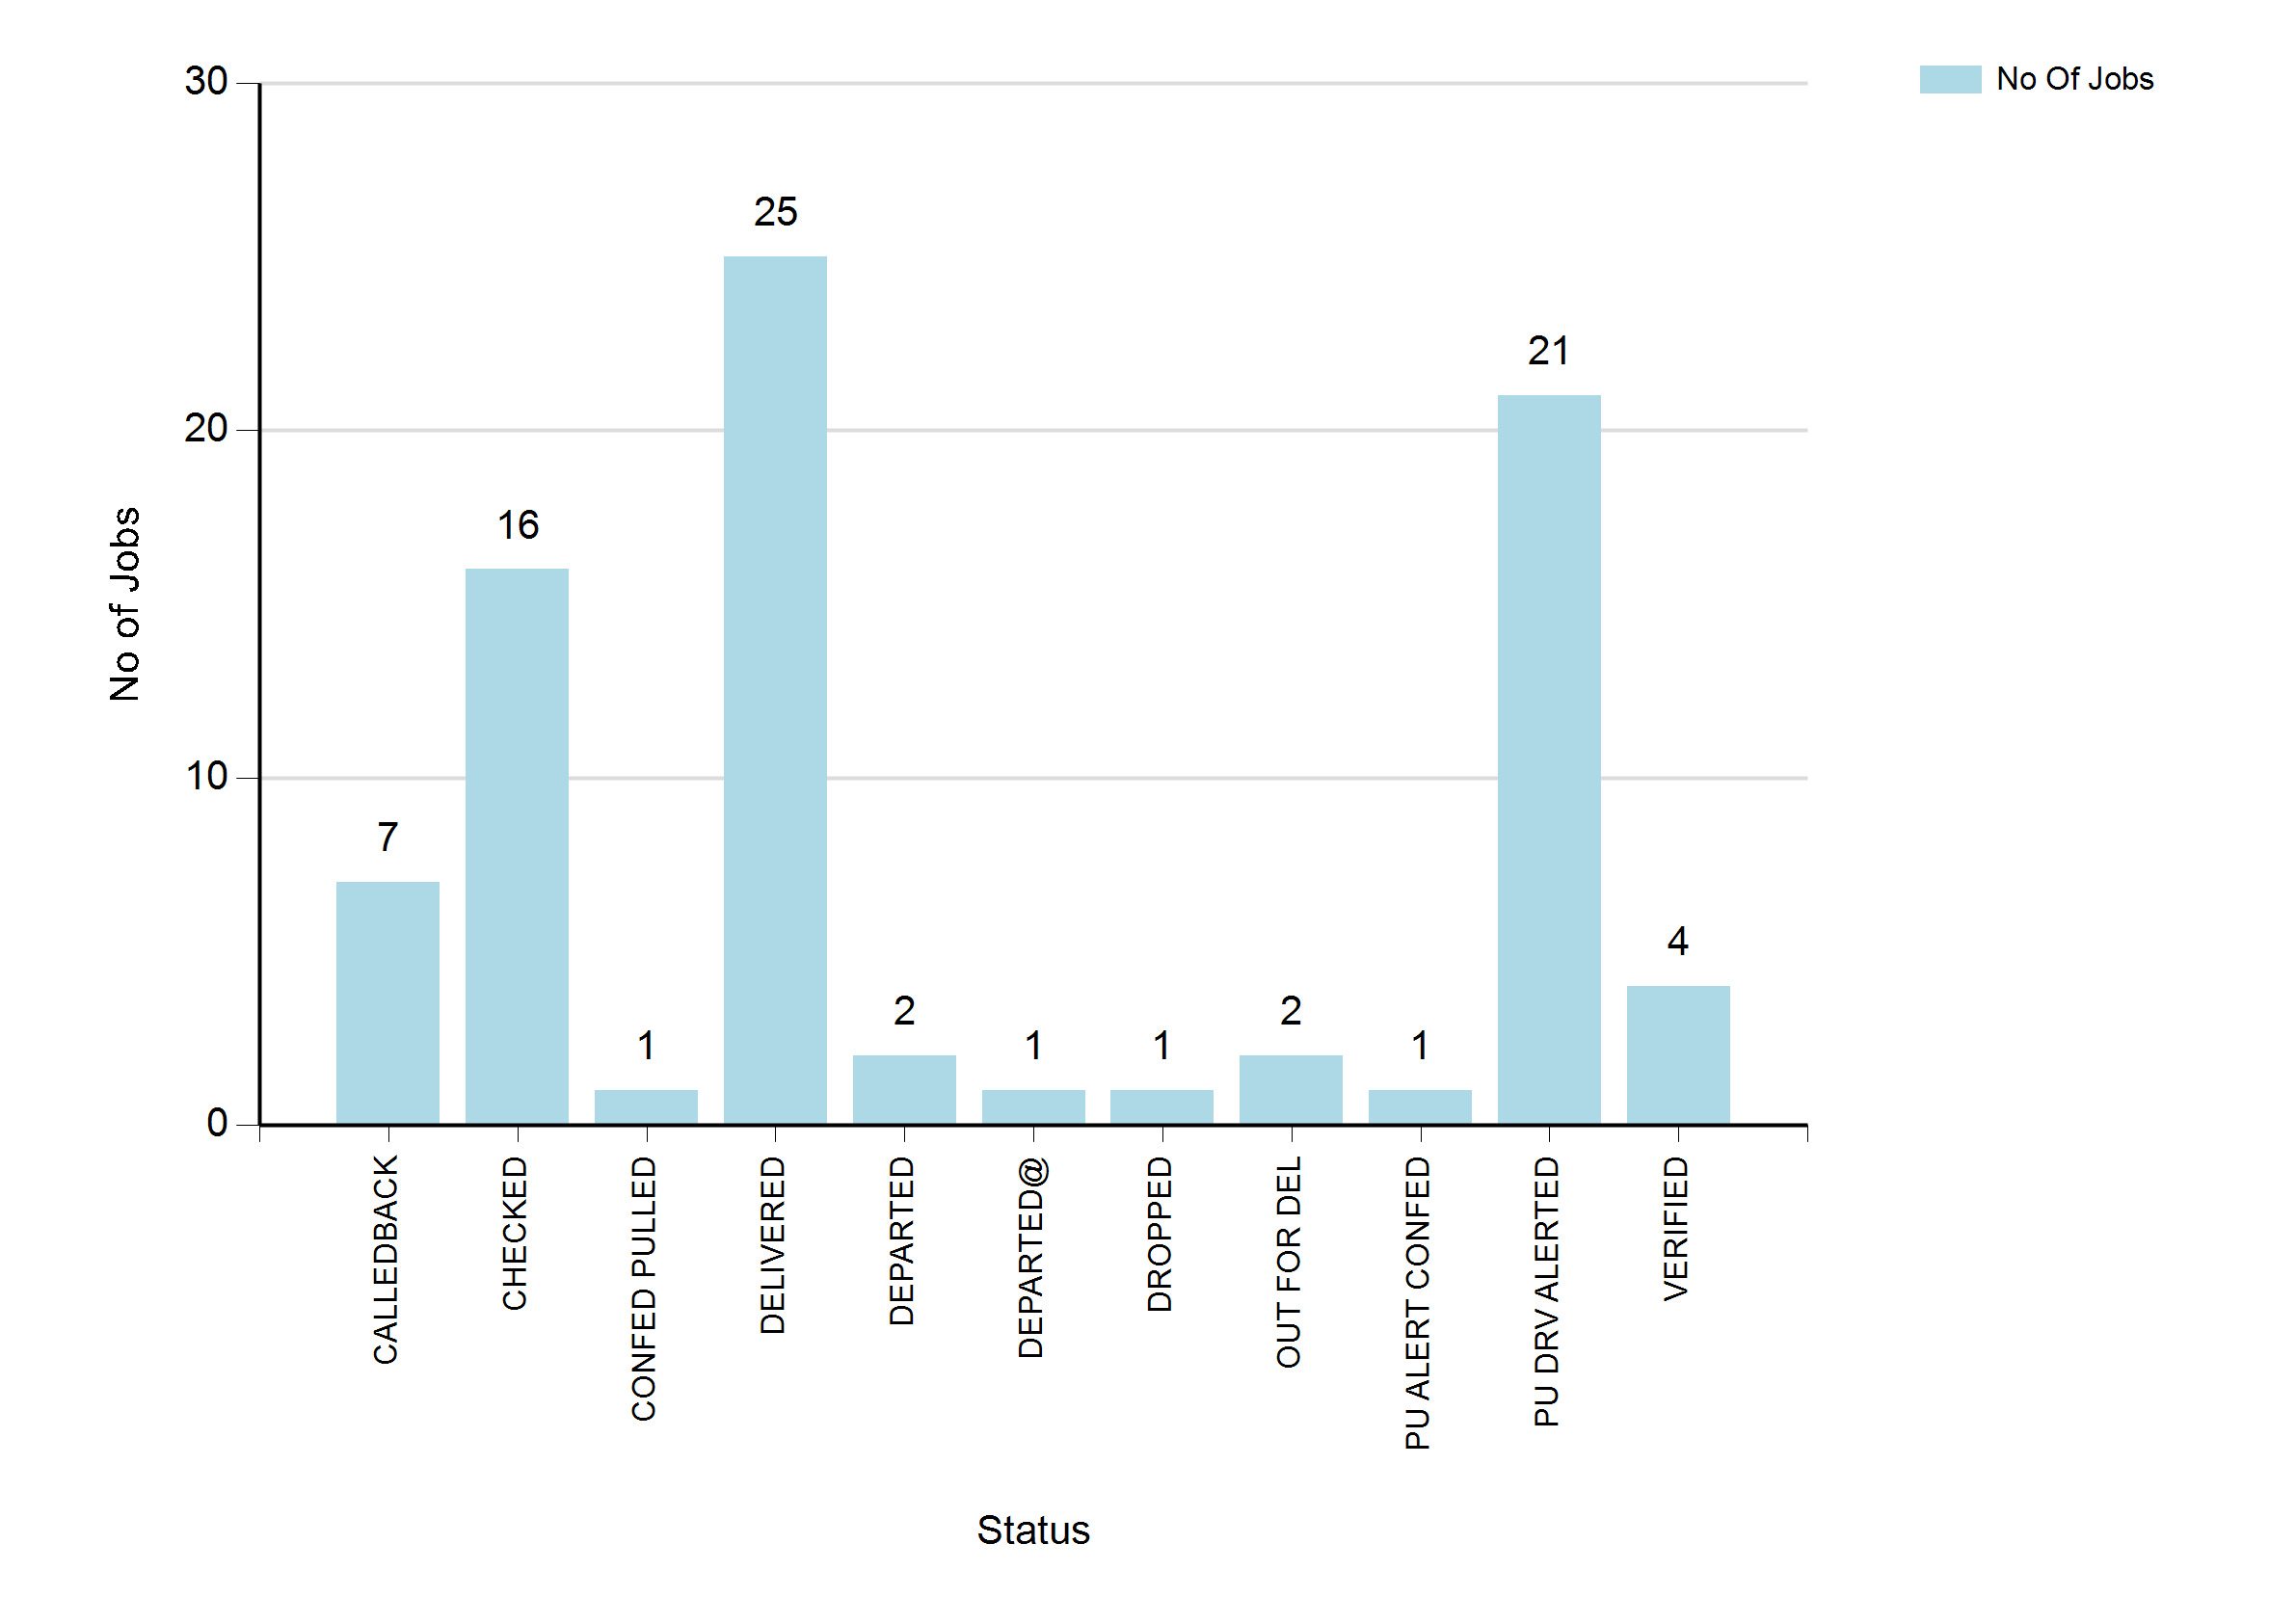 No Of Jobs
30
20
10
0
No of Jobs
7
16
1
25
2
1
1
2
1
21
4
CALLEDBACK
CHECKED
CONFED PULLED
DELIVERED
DEPARTED
DEPARTED@
DROPPED
OUT FOR DEL
PU ALERT CONFED
PU DRV ALERTED
VERIFIED
Status